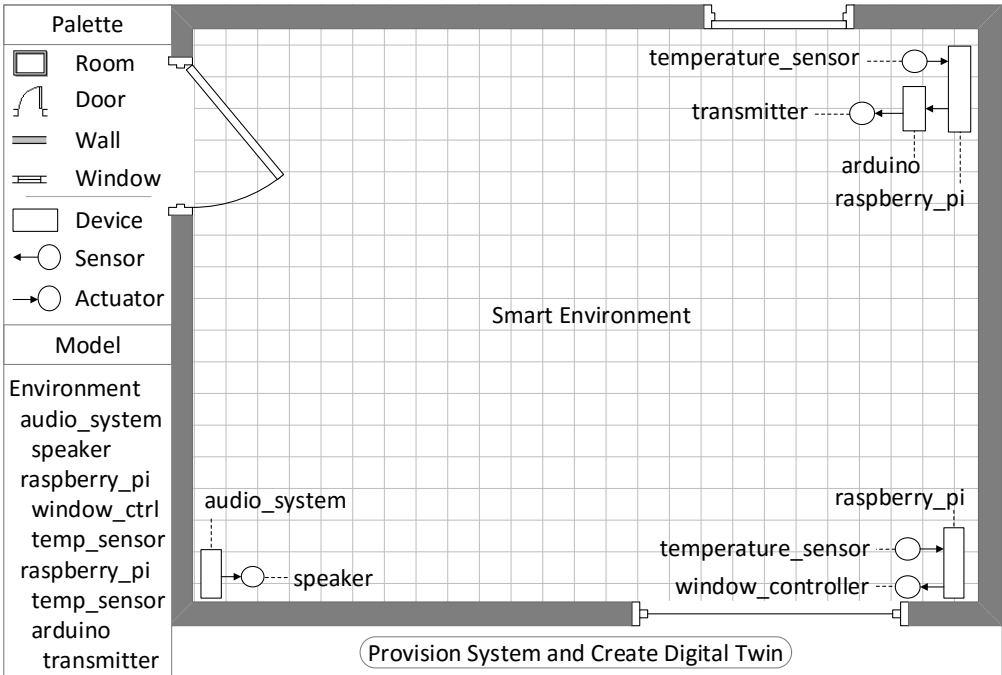 Palette
Room
Door
Wall
Window
Device
Sensor
Actuator
Model
Environment
audio_system
speaker
raspberry_pi
window_ctrl
temp_sensor
raspberry_pi
temp_sensor
arduino
transmitter
temperature_sensor
transmitter
arduino
raspberry_pi
Smart Environment
audio_system
speaker
raspberry_pi
temperature_sensor
window_controller
Provision System and Create Digital Twin